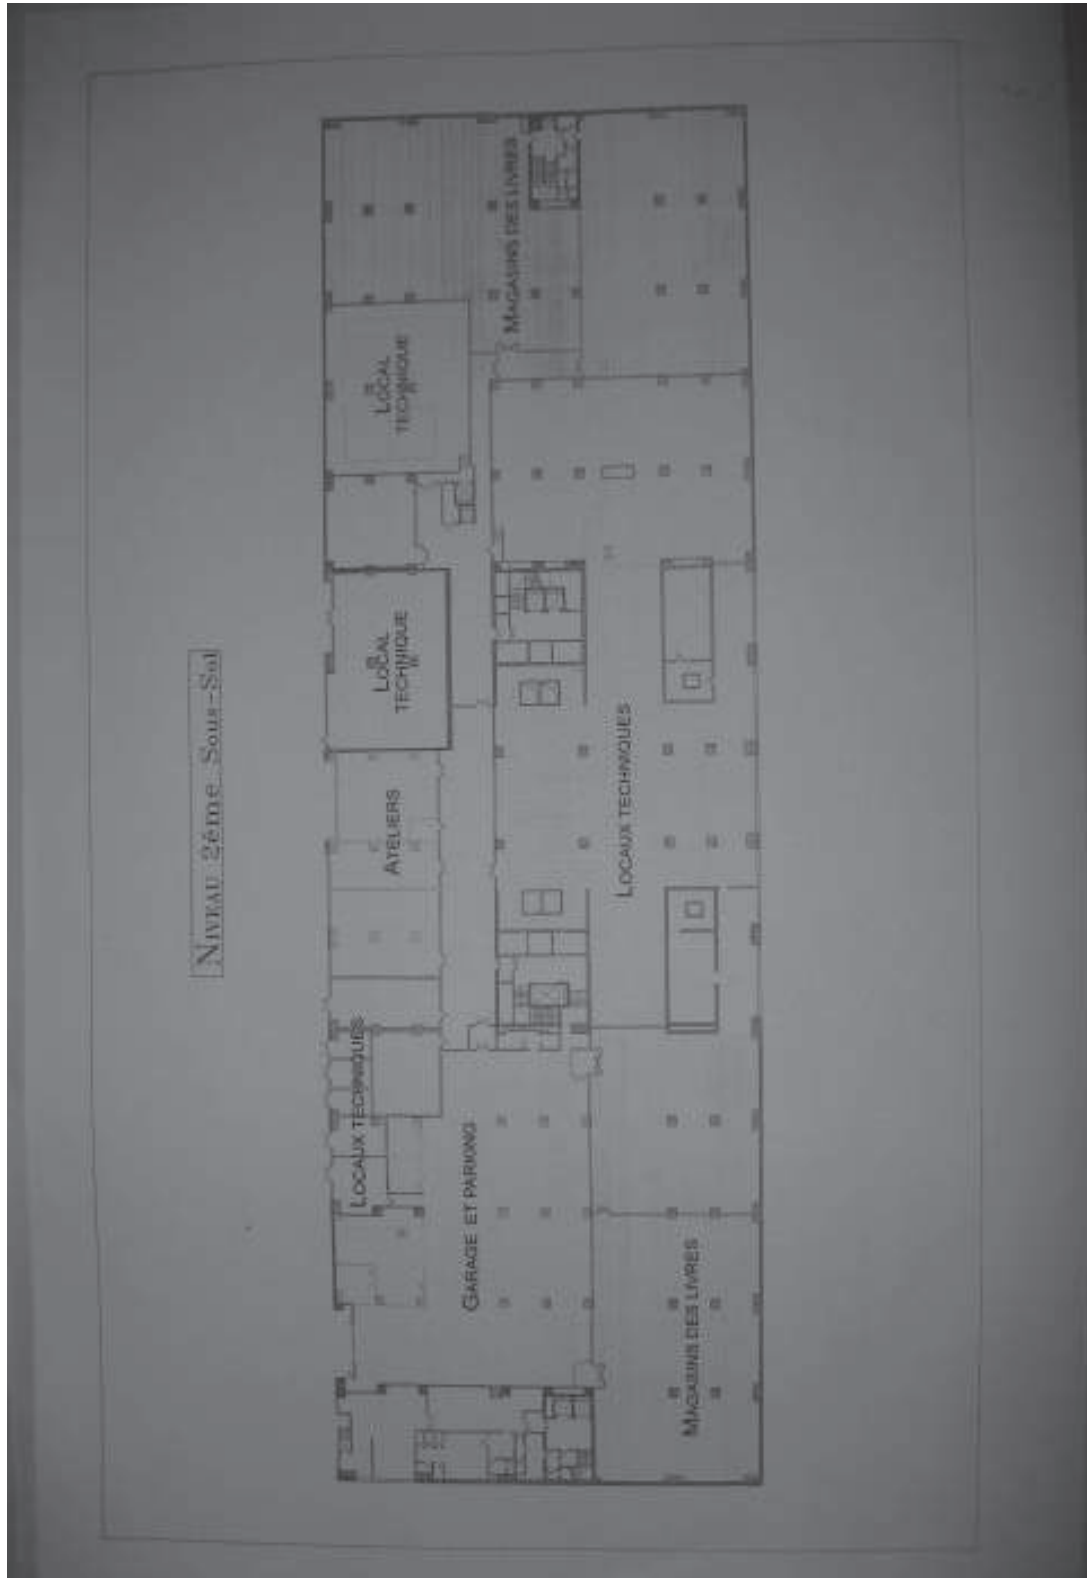 NIVEAU 2ème SOUS-Sol
MAGASINS DES LIVRES
LOCAL
TECHNIQUE
LOCAL
TECHNIQUE
ATELIERS
LOCAUX TECHNIQUES
LOCAUX TECHNIQUES
GARAGE ET PARKING
MAGASINS DES LIVRES